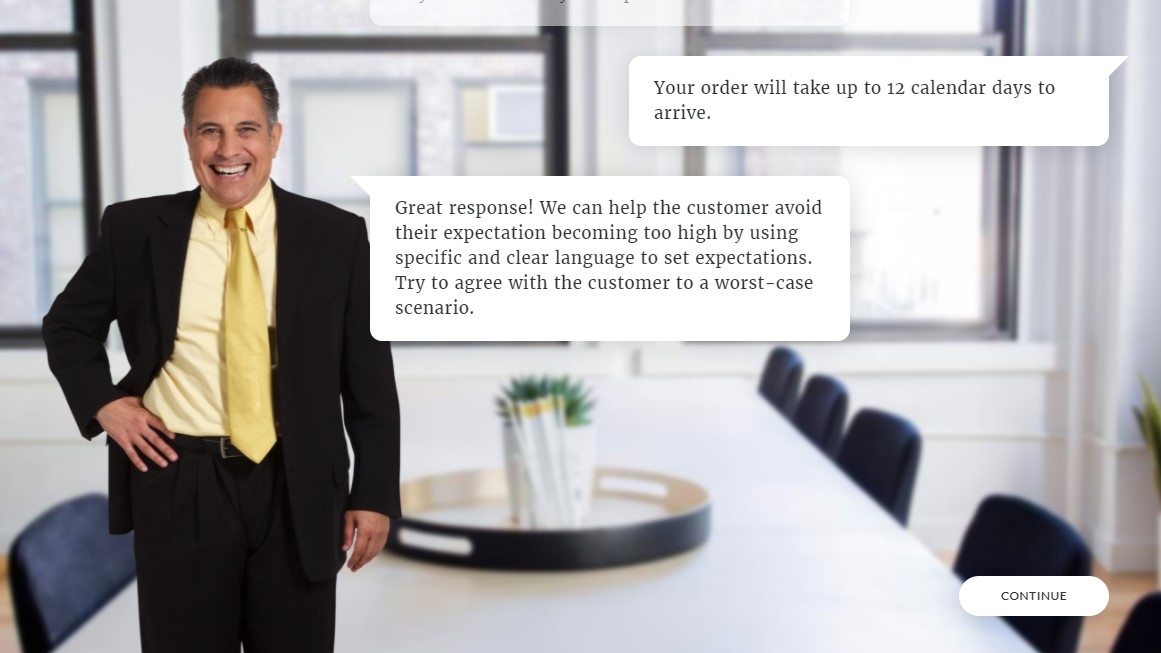 Your order will take up to 12 calendar days to
arrive.
Great response! We can help the customer avoid
their expectation becoming too high by using
specific and clear language to set expectations.
Try to agree with the customer to a worst-case
scenario.
CONTINUE